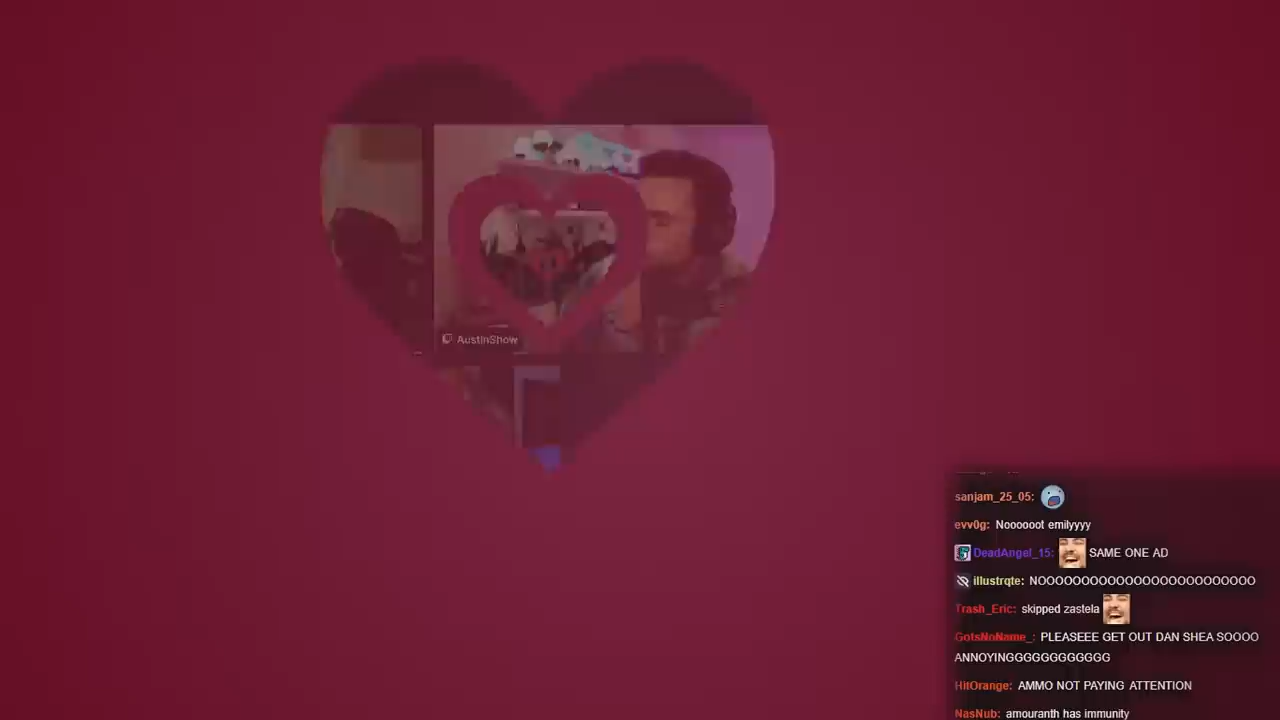 AustinShow
sanjam_25_05:
evv0g: Noooooot emilyyyy
DeadAngel_15: SAME ONE AD
illustrqte: NOOOOOOOOOOOOOOOOOOOOOOOOOO
Trash_Eric: skipped zastela
GotsNoName_: PLEASEEE GET OUT DAN SHEA SOOOO
ANNOYINGGGGGGGGGGGG
HitOrange: AMMO NOT PAYING ATTENTION
NasNub: amouranth has immunity